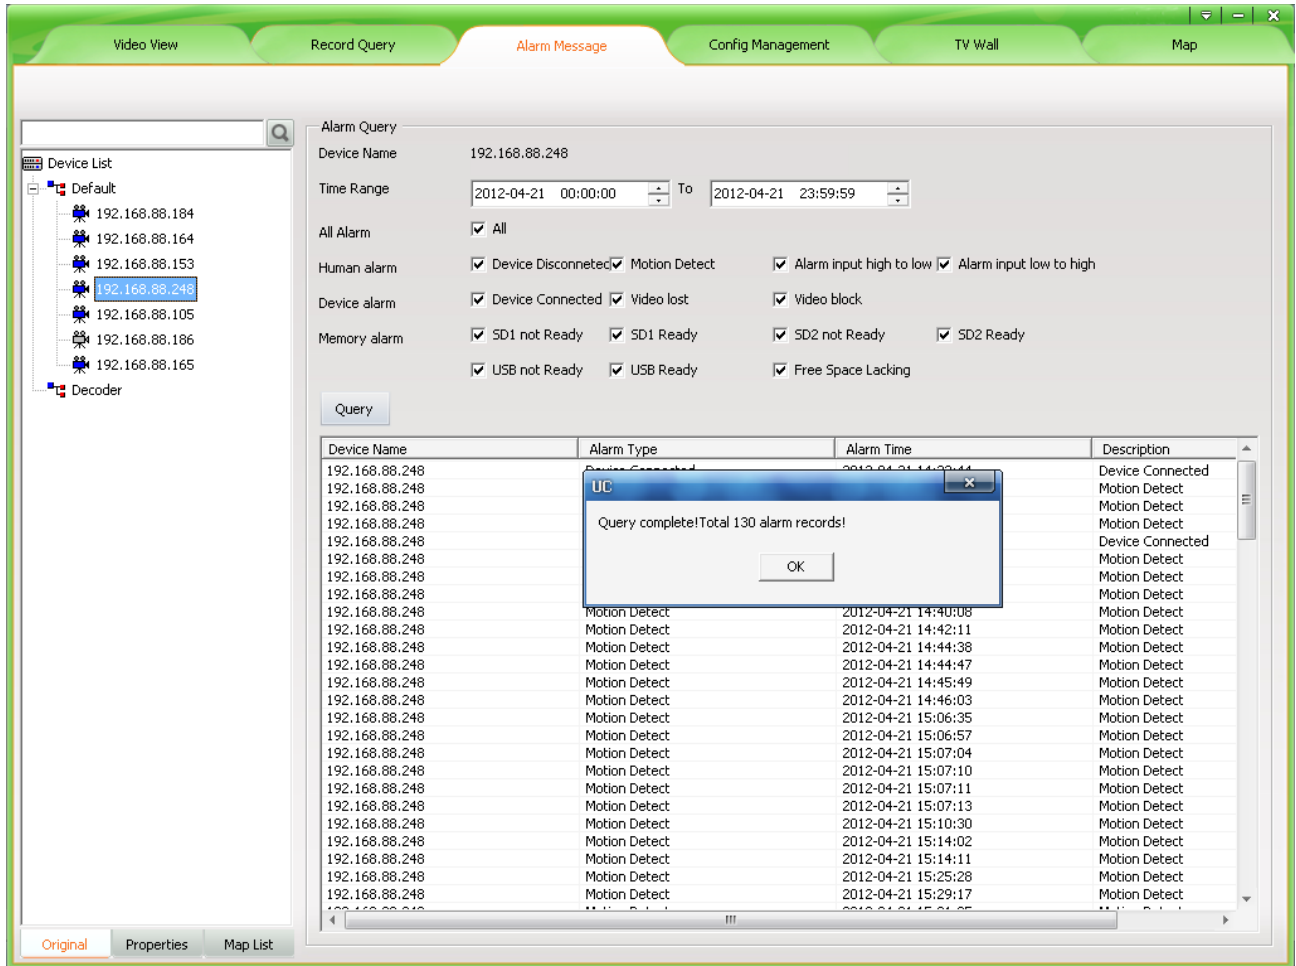 Video View Record Query Alarm Message Config Management TV Wall Map
Device List
Default
192.168.88.184
192.168.88.164
192.168.88.153
192.168.88.248
192.168.88.105
192.168.88.186
192.168.88.165
Decoder
Original Properties Map List
Alarm Query
Device Name 192.168.88.248
Time Range 2012-04-21 00:00:00 To 2012-04-21 23:59:59
All Alarm All
Human alarm Device Disconneted Motion Detect Alarm input high to low Alarm input low to high
Device alarm Device Connected Video lost Video block
Memory alarm SD1 not Ready SD1 Ready SD2 not Ready SD2 Ready
USB not Ready USB Ready Free Space Lacking
Query
Device Name Alarm Type Alarm Time Description
192.168.88.248 Device Connected 2012-04-21 14:33:44 Device Connected
192.168.88.248 Motion Detect
192.168.88.248 Motion Detect
192.168.88.248 Motion Detect
192.168.88.248 Device Connected
192.168.88.248 Motion Detect
192.168.88.248 Motion Detect
192.168.88.248 Motion Detect
UC
Query complete!Total 130 alarm records!
OK
192.168.88.248 Motion Detect 2012-04-21 14:40:08 Motion Detect
192.168.88.248 Motion Detect 2012-04-21 14:42:11 Motion Detect
192.168.88.248 Motion Detect 2012-04-21 14:44:38 Motion Detect
192.168.88.248 Motion Detect 2012-04-21 14:44:47 Motion Detect
192.168.88.248 Motion Detect 2012-04-21 14:45:49 Motion Detect
192.168.88.248 Motion Detect 2012-04-21 14:46:03 Motion Detect
192.168.88.248 Motion Detect 2012-04-21 15:06:35 Motion Detect
192.168.88.248 Motion Detect 2012-04-21 15:06:57 Motion Detect
192.168.88.248 Motion Detect 2012-04-21 15:07:04 Motion Detect
192.168.88.248 Motion Detect 2012-04-21 15:07:10 Motion Detect
192.168.88.248 Motion Detect 2012-04-21 15:07:11 Motion Detect
192.168.88.248 Motion Detect 2012-04-21 15:07:13 Motion Detect
192.168.88.248 Motion Detect 2012-04-21 15:10:30 Motion Detect
192.168.88.248 Motion Detect 2012-04-21 15:14:02 Motion Detect
192.168.88.248 Motion Detect 2012-04-21 15:14:11 Motion Detect
192.168.88.248 Motion Detect 2012-04-21 15:25:28 Motion Detect
192.168.88.248 Motion Detect 2012-04-21 15:29:17 Motion Detect